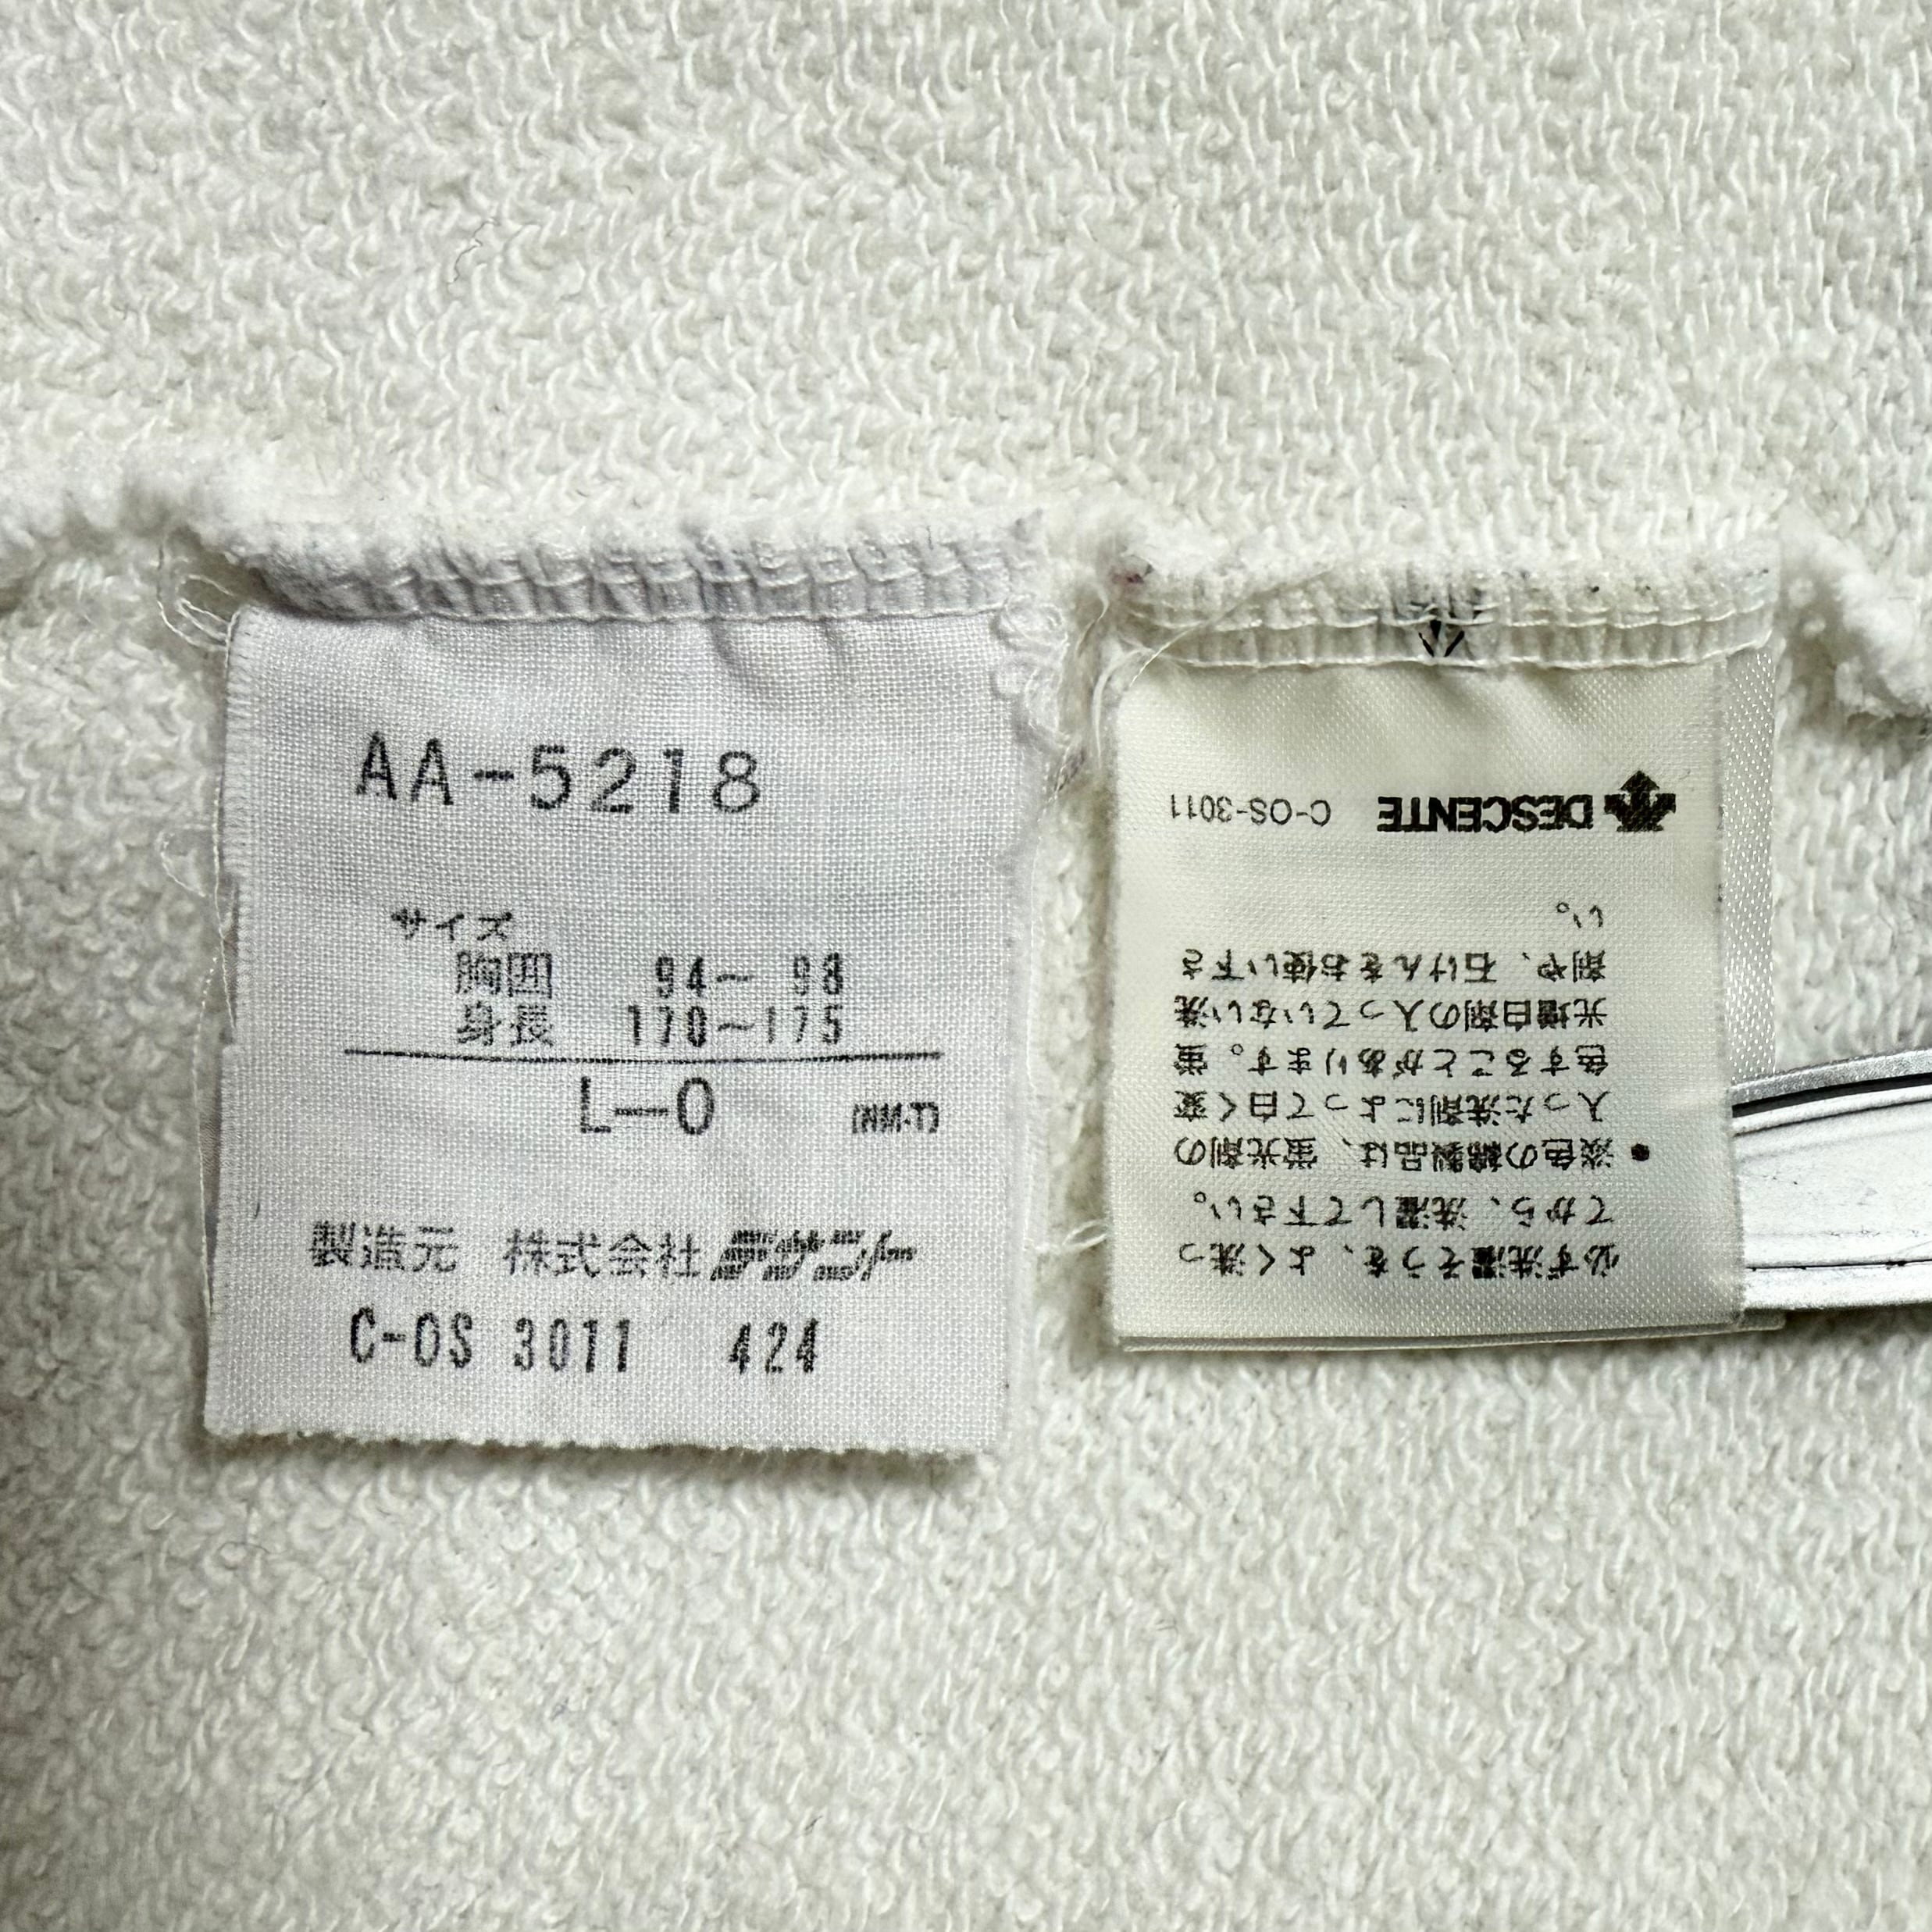 AA-5218
サイズ
胸囲 94～ 98
身長 170～175
L—O (NM-T)
製造元 株式会社デサント
C-OS 3011 424
必ず洗濯そうを、よく洗っ
てから、洗濯して下さい。
●淡色の綿製品は、蛍光剤の
入った洗剤によって白く変
色することがあります。蛍
光増白剤の入っていない洗
剤や、石けんをお使い下さ
い。
DESCENTE C-OS-3011